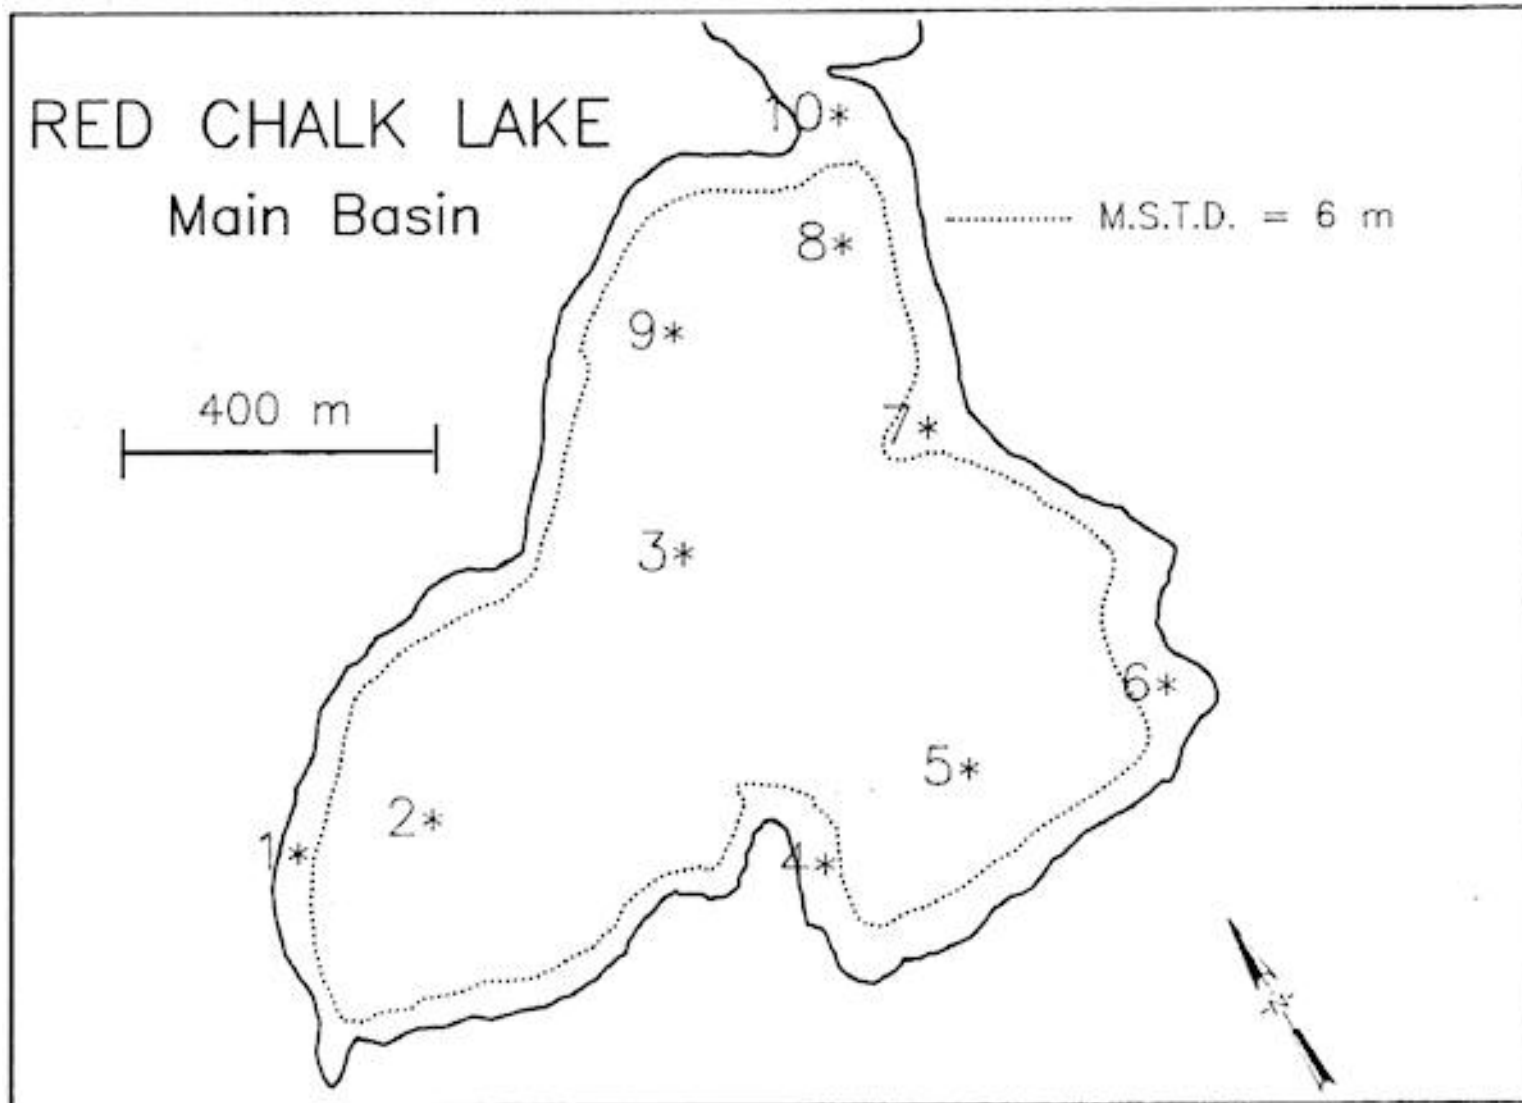 RED CHALK LAKE
Main Basin
10*
M.S.T.D. = 6 m
8*
9*
400 m
7*
3*
6*
5*
2*
1*
4*
N